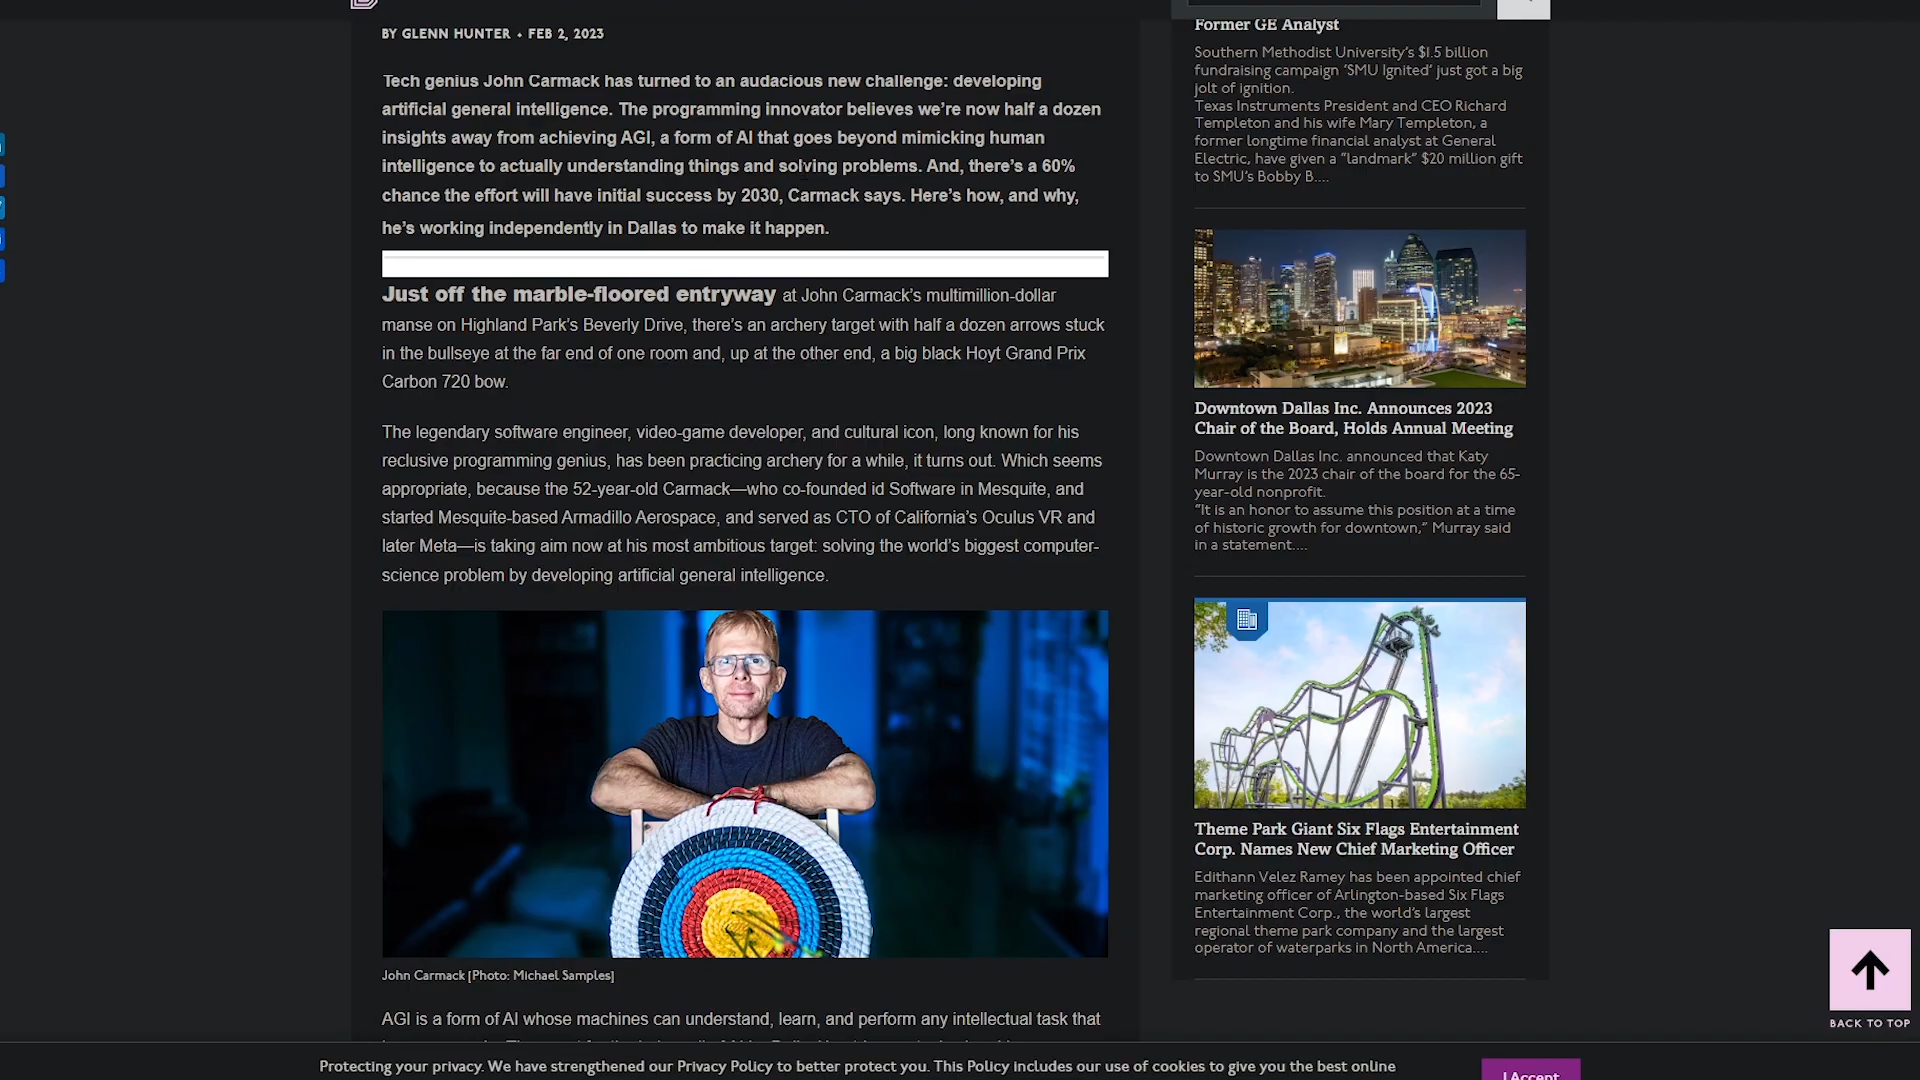 BY GLENN HUNTER • FEB 2, 2023
Tech genius John Carmack has turned to an audacious new challenge: developing
artificial general intelligence. The programming innovator believes we're now half a dozen
insights away from achieving AGI, a form of AI that goes beyond mimicking human
intelligence to actually understanding things and solving problems. And, there's a 60%
chance the effort will have initial success by 2030, Carmack says. Here's how, and why,
he's working independently in Dallas to make it happen.
Just off the marble-floored entryway at John Carmack's multimillion-dollar
manse on Highland Park's Beverly Drive, there's an archery target with half a dozen arrows stuck
in the bullseye at the far end of one room and, up at the other end, a big black Hoyt Grand Prix
Carbon 720 bow.
The legendary software engineer, video-game developer, and cultural icon, long known for his
reclusive programming genius, has been practicing archery for a while, it turns out. Which seems
appropriate, because the 52-year-old Carmack—who co-founded id Software in Mesquite, and
started Mesquite-based Armadillo Aerospace, and served as CTO of California's Oculus VR and
later Meta—is taking aim now at his most ambitious target: solving the world's biggest computer-
science problem by developing artificial general intelligence.
John Carmack [Photo: Michael Samples]
AGI is a form of AI whose machines can understand, learn, and perform any intellectual task that
Former GE Analyst
Southern Methodist University's $1.5 billion
fundraising campaign 'SMU Ignited' just got a big
jolt of ignition.
Texas Instruments President and CEO Richard
Templeton and his wife Mary Templeton, a
former longtime financial analyst at General
Electric, have given a "landmark" $20 million gift
to SMU's Bobby B....
Downtown Dallas Inc. Announces 2023
Chair of the Board, Holds Annual Meeting
Downtown Dallas Inc. announced that Katy
Murray is the 2023 chair of the board for the 65-
year-old nonprofit.
"It is an honor to assume this position at a time
of historic growth for downtown," Murray said
in a statement....
Theme Park Giant Six Flags Entertainment
Corp. Names New Chief Marketing Officer
Edithann Velez Ramey has been appointed chief
marketing officer of Arlington-based Six Flags
Entertainment Corp., the world's largest
regional theme park company and the largest
operator of waterparks in North America....
BACK TO TOP
Protecting your privacy. We have strengthened our Privacy Policy to better protect you. This Policy includes our use of cookies to give you the best online
I Accept